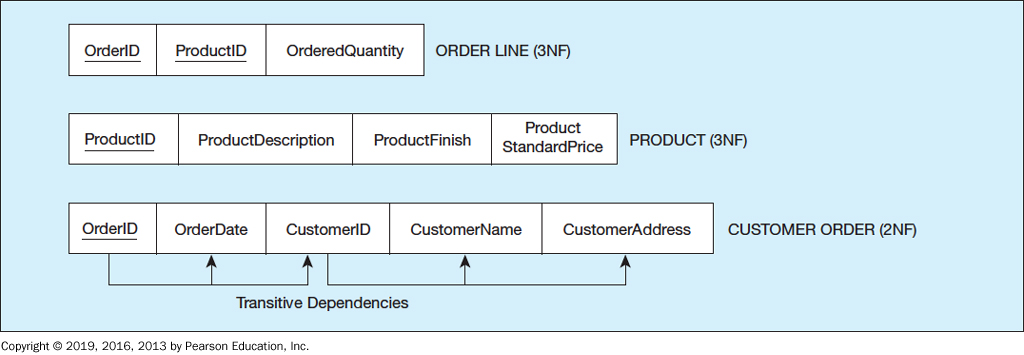 OrderID ProductID OrderedQuantity ORDER LINE (3NF)
ProductID ProductDescription ProductFinish Product StandardPrice PRODUCT (3NF)
OrderID OrderDate CustomerID CustomerName CustomerAddress CUSTOMER ORDER (2NF)
Transitive Dependencies
Copyright © 2019, 2016, 2013 by Pearson Education, Inc.